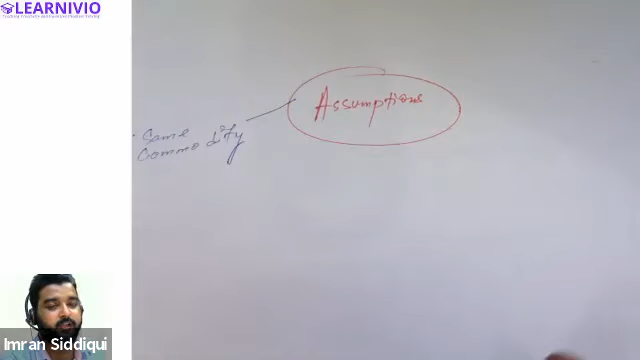 LEARNIVIO
Assumptions
Same
Commodity
Imran Siddiqui